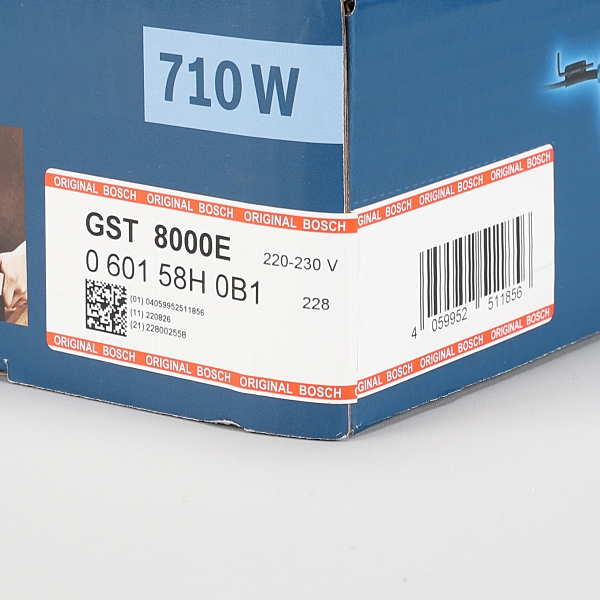 710 W
ORIGINAL BOSCH ORIGINAL BOSCH ORIGINAL BOSCH
GST 8000E
220-230 V
0 601 58H 0B1
228
(01) 04059952511856
(11) 220826
(21) 228002558
ORIGINAL BOSCH ORIGINAL BOSCH ORIGINAL BOSCH
GINAL BOSCH ORIGINAL BOSCH ORIGINAL BOSCH
4 059952 511856
GINAL BOSCH ORIGINAL BOSCH ORIGINAL BOSCH